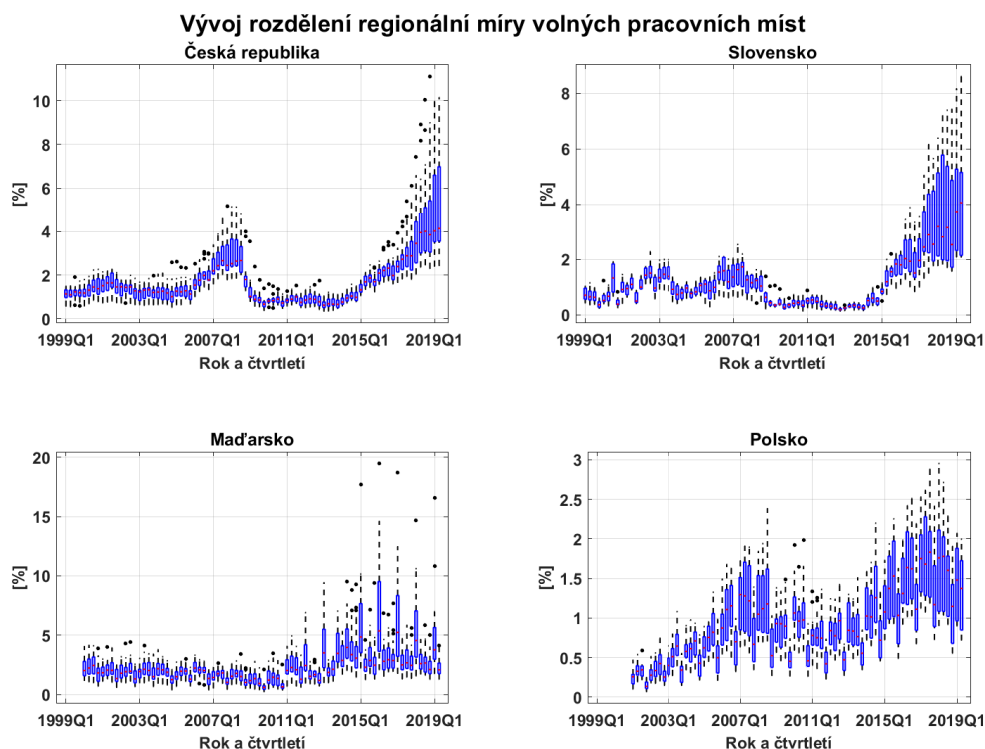 Vývoj rozdělení regionální míry volných pracovních míst
Česká republika
[%]
10
8
6
4
2
0
1999Q1 2003Q1 2007Q1 2011Q1 2015Q1 2019Q1
Rok a čtvrtletí
Slovensko
[%]
8
6
4
2
0
1999Q1 2003Q1 2007Q1 2011Q1 2015Q1 2019Q1
Rok a čtvrtletí
Maďarsko
[%]
20
15
10
5
0
1999Q1 2003Q1 2007Q1 2011Q1 2015Q1 2019Q1
Rok a čtvrtletí
Polsko
[%]
3
2.5
2
1.5
1
0.5
0
1999Q1 2003Q1 2007Q1 2011Q1 2015Q1 2019Q1
Rok a čtvrtletí